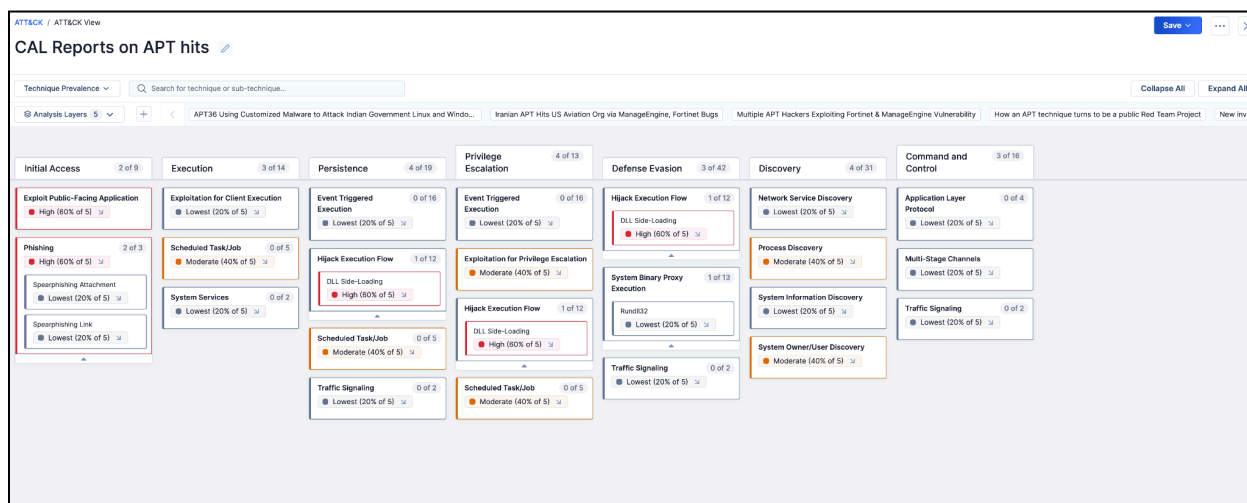 ATT&CK / ATT&CK View
Save
CAL Reports on APT hits
Technique Prevalence
Search for technique or sub-technique...
Collapse All
Expand All
Analysis Layers 5
APT36 Using Customized Malware to Attack Indian Government Linux and Windo...
Iranian APT Hits US Aviation Org via ManageEngine, Fortinet Bugs
Multiple APT Hackers Exploiting Fortinet & ManageEngine Vulnerability
How an APT technique turns to be a public Red Team Project
New inv
Initial Access 2 of 9
Exploit Public-Facing Application
High (60% of 5)
Phishing 2 of 3
High (60% of 5)
Spearphishing Attachment
Lowest (20% of 5)
Spearphishing Link
Lowest (20% of 5)
Execution 3 of 14
Exploitation for Client Execution
Lowest (20% of 5)
Scheduled Task/Job 0 of 5
Moderate (40% of 5)
System Services 0 of 2
Lowest (20% of 5)
Persistence 4 of 19
Event Triggered 0 of 16
Execution
Lowest (20% of 5)
Hijack Execution Flow 1 of 12
DLL Side-Loading
High (60% of 5)
Scheduled Task/Job 0 of 5
Moderate (40% of 5)
Traffic Signaling 0 of 2
Lowest (20% of 5)
Privilege 4 of 13
Escalation
Event Triggered 0 of 16
Execution
Lowest (20% of 5)
Exploitation for Privilege Escalation
Moderate (40% of 5)
Hijack Execution Flow 1 of 12
DLL Side-Loading
High (60% of 5)
Scheduled Task/Job 0 of 5
Moderate (40% of 5)
Defense Evasion 3 of 42
Hijack Execution Flow 1 of 12
DLL Side-Loading
High (60% of 5)
System Binary Proxy 1 of 13
Execution
Rundll32
Lowest (20% of 5)
Traffic Signaling 0 of 2
Lowest (20% of 5)
Discovery 4 of 31
Network Service Discovery
Lowest (20% of 5)
Process Discovery
Moderate (40% of 5)
System Information Discovery
Lowest (20% of 5)
System Owner/User Discovery
Moderate (40% of 5)
Command and 3 of 16
Control
Application Layer 0 of 4
Protocol
Lowest (20% of 5)
Multi-Stage Channels
Lowest (20% of 5)
Traffic Signaling 0 of 2
Lowest (20% of 5)